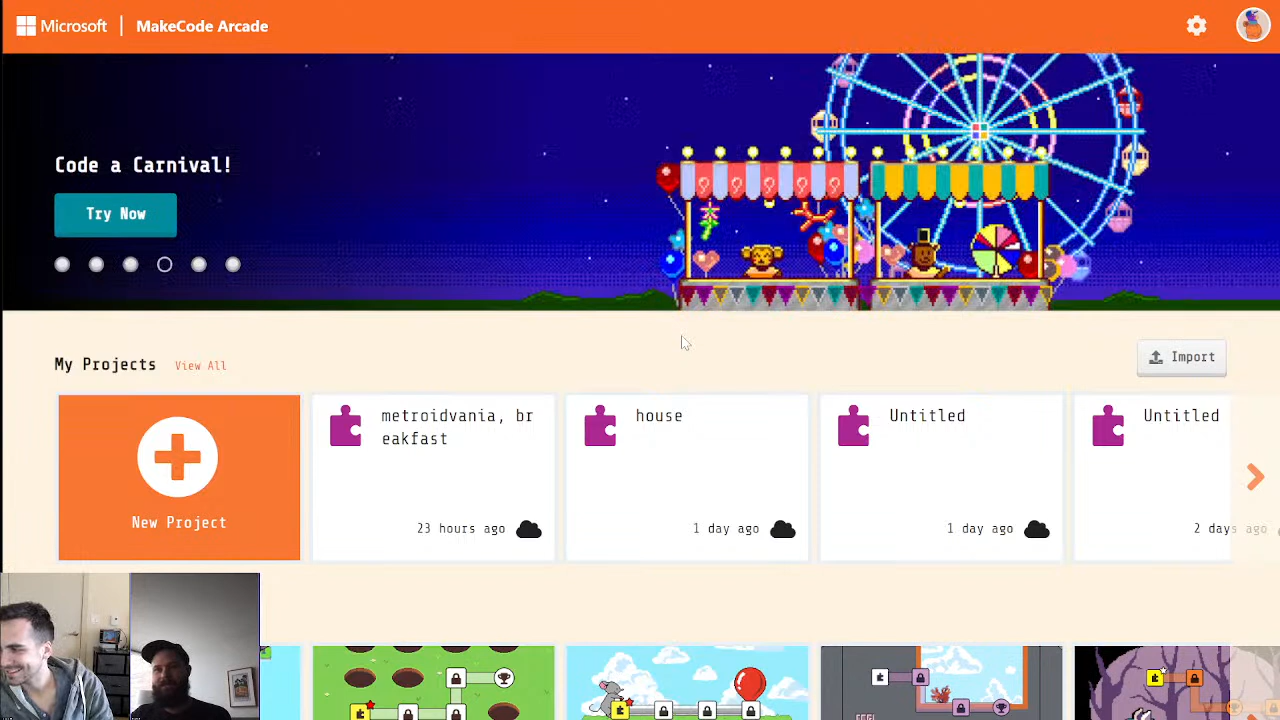 Microsoft | MakeCode Arcade
Code a Carnival!
Try Now
My Projects View All
Import
New Project
metroidvania, br
eakfast
23 hours ago
house
1 day ago
Untitled
1 day ago
Untitled
2 days ago